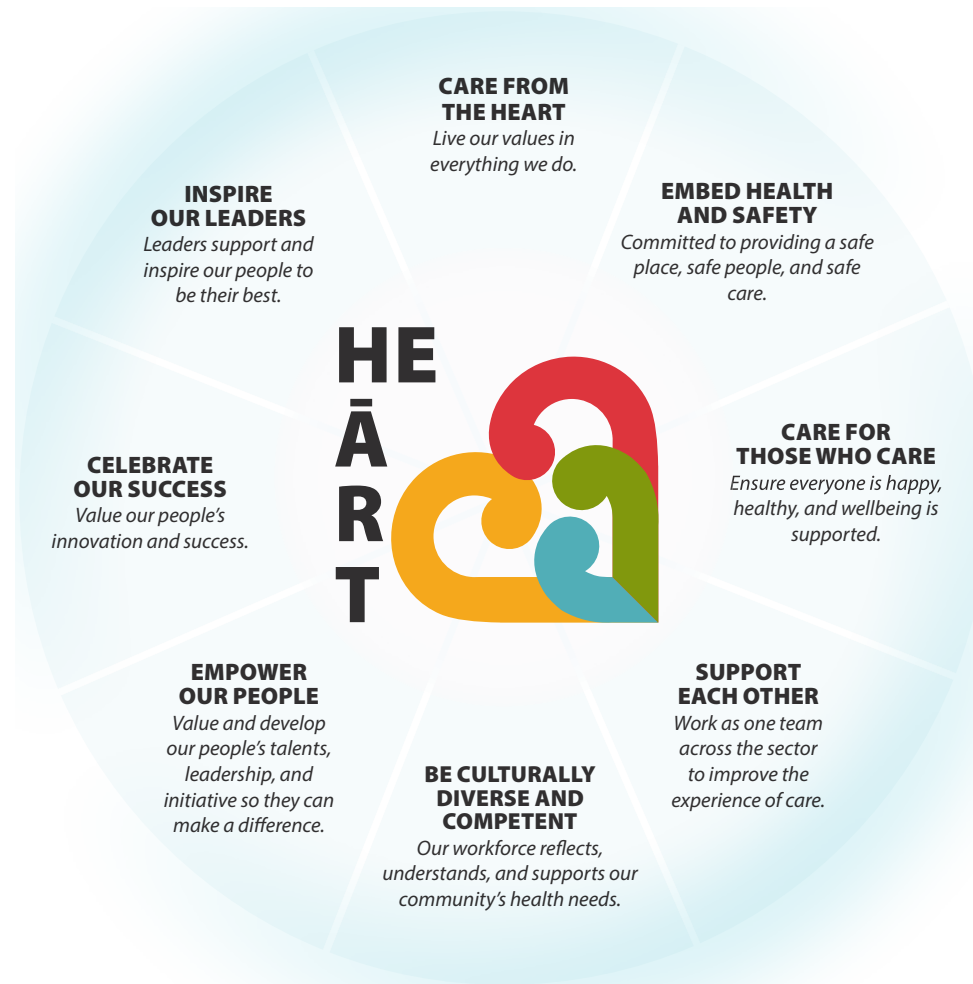 CARE FROM
THE HEART
Live our values in
everything we do.
EMBED HEALTH
AND SAFETY
Committed to providing a safe
place, safe people, and safe
care.
CARE FOR
THOSE WHO CARE
Ensure everyone is happy,
healthy, and wellbeing is
supported.
SUPPORT
EACH OTHER
Work as one team
across the sector
to improve the
experience of care.
BE CULTURALLY
DIVERSE AND
COMPETENT
Our workforce reflects,
understands, and supports our
community’s health needs.
EMPOWER
OUR PEOPLE
Value and develop
our people’s talents,
leadership, and
initiative so they can
make a difference.
CELEBRATE
OUR SUCCESS
Value our people’s
innovation and success.
INSPIRE
OUR LEADERS
Leaders support and
inspire our people to
be their best.
HE
Ā
R
T